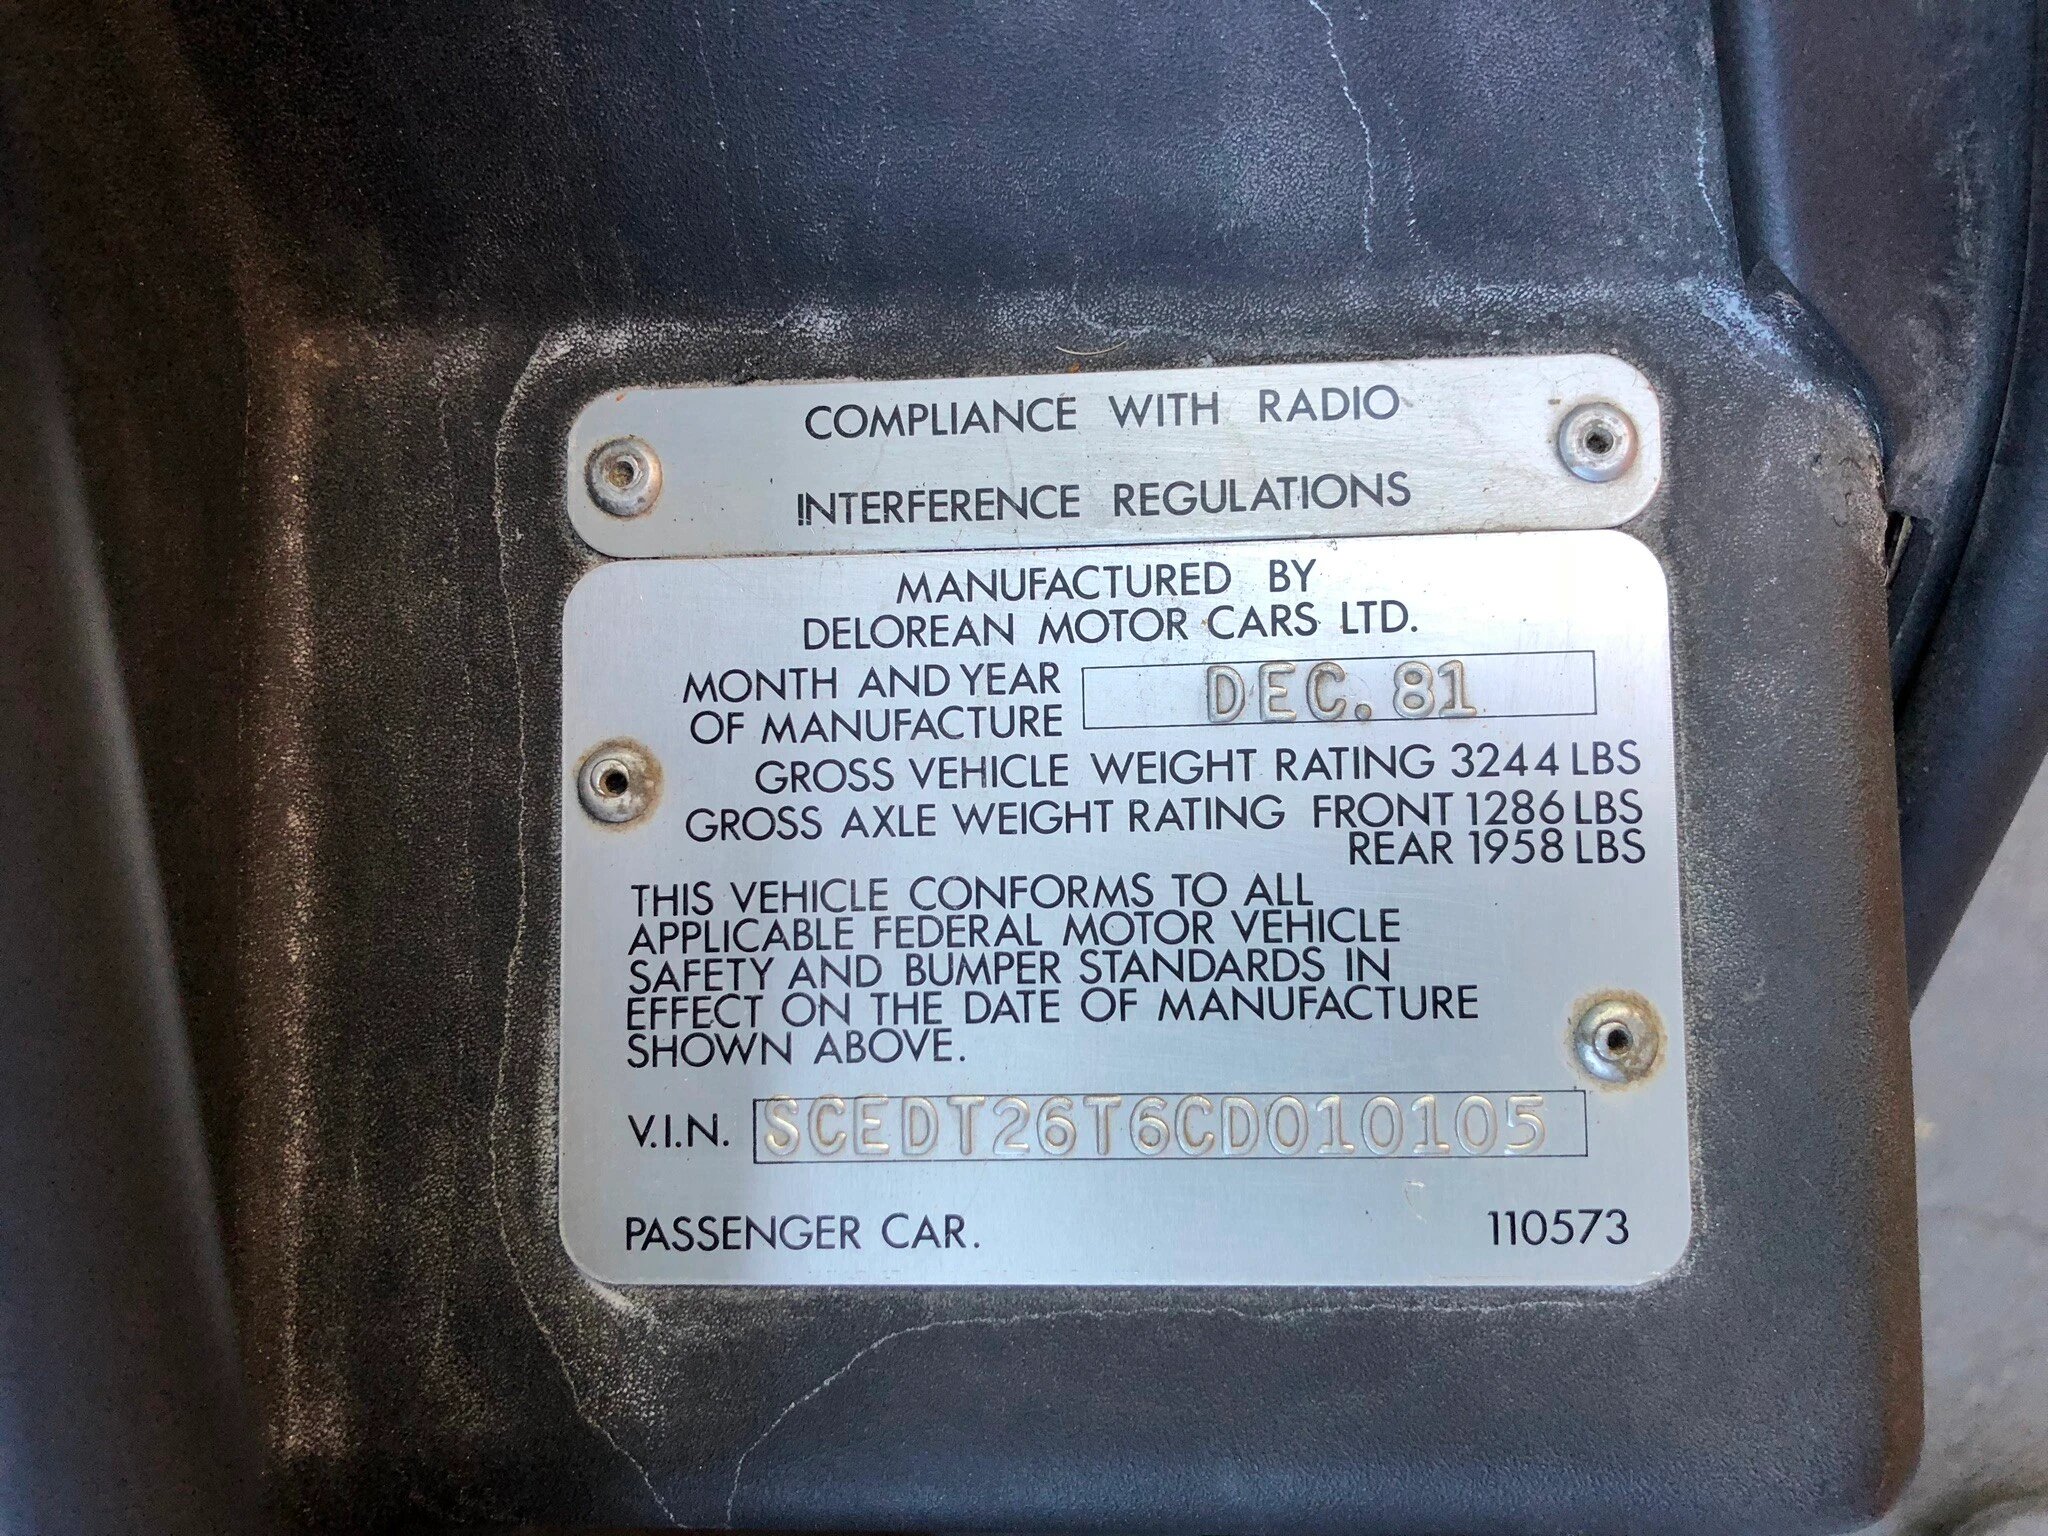 COMPLIANCE WITH RADIO
INTERFERENCE REGULATIONS
MANUFACTURED BY
DELOREAN MOTOR CARS LTD.
MONTH AND YEAR
OF MANUFACTURE DEC. 81
GROSS VEHICLE WEIGHT RATING 3244 LBS
GROSS AXLE WEIGHT RATING FRONT 1286 LBS
REAR 1958 LBS
THIS VEHICLE CONFORMS TO ALL
APPLICABLE FEDERAL MOTOR VEHICLE
SAFETY AND BUMPER STANDARDS IN
EFFECT ON THE DATE OF MANUFACTURE
SHOWN ABOVE.
V.I.N. SCEDT26T6CD010105
PASSENGER CAR. 110573